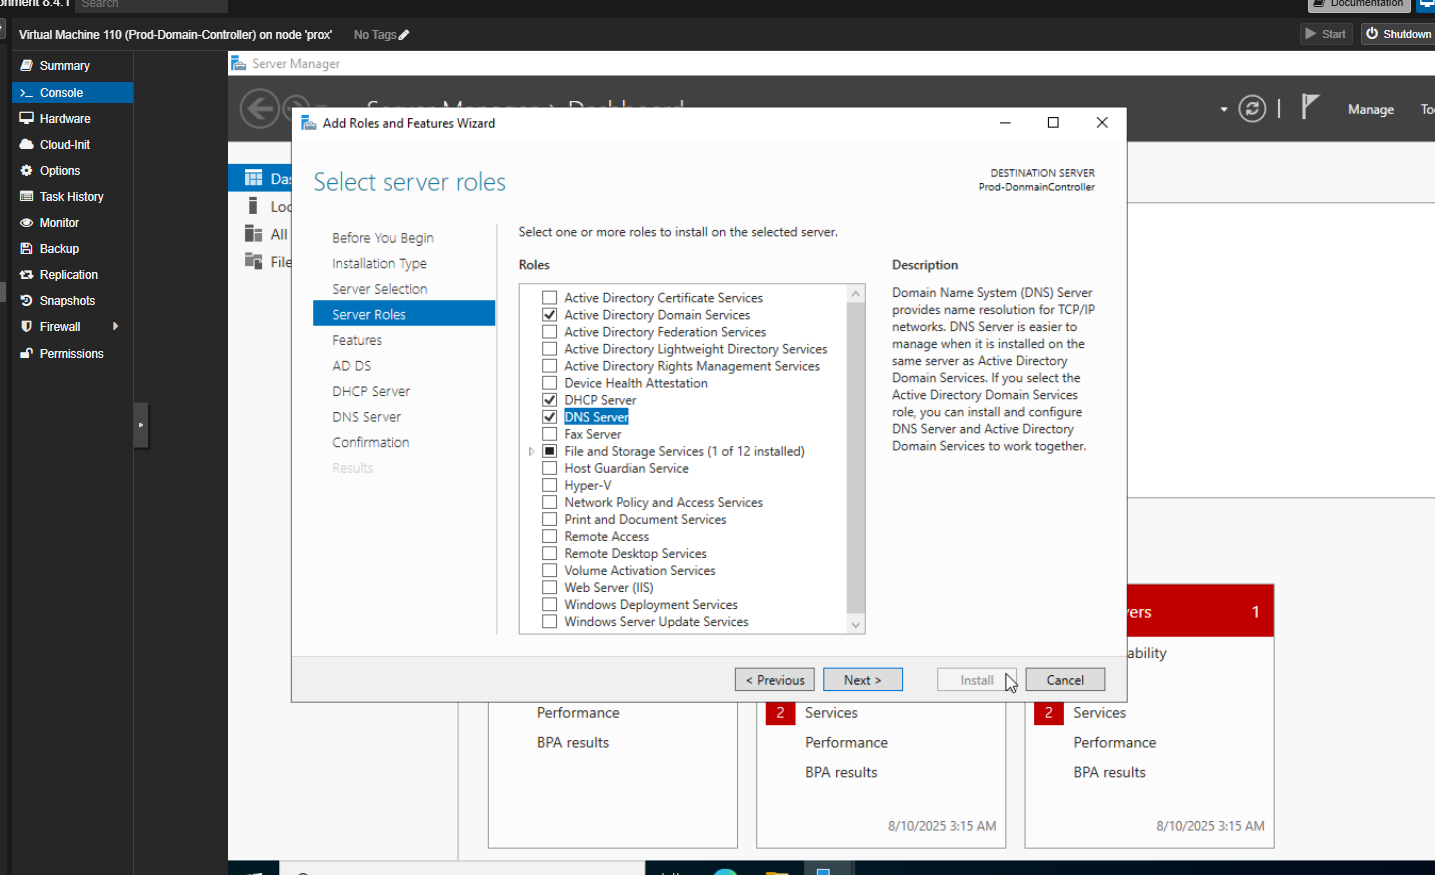 onment 8.4.1
Search
Documentation
Virtual Machine 110 (Prod-Domain-Controller) on node 'prox'
No Tags
Start
Shutdown
Summary
Console
Hardware
Cloud-Init
Options
Task History
Monitor
Backup
Replication
Snapshots
Firewall
Permissions
Server Manager
Server Manager › Dashboard
Manage
Too
Das
Loc
All
File
Add Roles and Features Wizard
Select server roles
DESTINATION SERVER
Prod-DonmainController
Before You Begin
Installation Type
Server Selection
Server Roles
Features
AD DS
DHCP Server
DNS Server
Confirmation
Results
Select one or more roles to install on the selected server.
Roles
Active Directory Certificate Services
Active Directory Domain Services
Active Directory Federation Services
Active Directory Lightweight Directory Services
Active Directory Rights Management Services
Device Health Attestation
DHCP Server
DNS Server
Fax Server
File and Storage Services (1 of 12 installed)
Host Guardian Service
Hyper-V
Network Policy and Access Services
Print and Document Services
Remote Access
Remote Desktop Services
Volume Activation Services
Web Server (IIS)
Windows Deployment Services
Windows Server Update Services
Description
Domain Name System (DNS) Server
provides name resolution for TCP/IP
networks. DNS Server is easier to
manage when it is installed on the
same server as Active Directory
Domain Services. If you select the
Active Directory Domain Services
role, you can install and configure
DNS Server and Active Directory
Domain Services to work together.
< Previous
Next >
Install
Cancel
Performance
BPA results
2 Services
Performance
BPA results
8/10/2025 3:15 AM
vers 1
ability
2 Services
Performance
BPA results
8/10/2025 3:15 AM